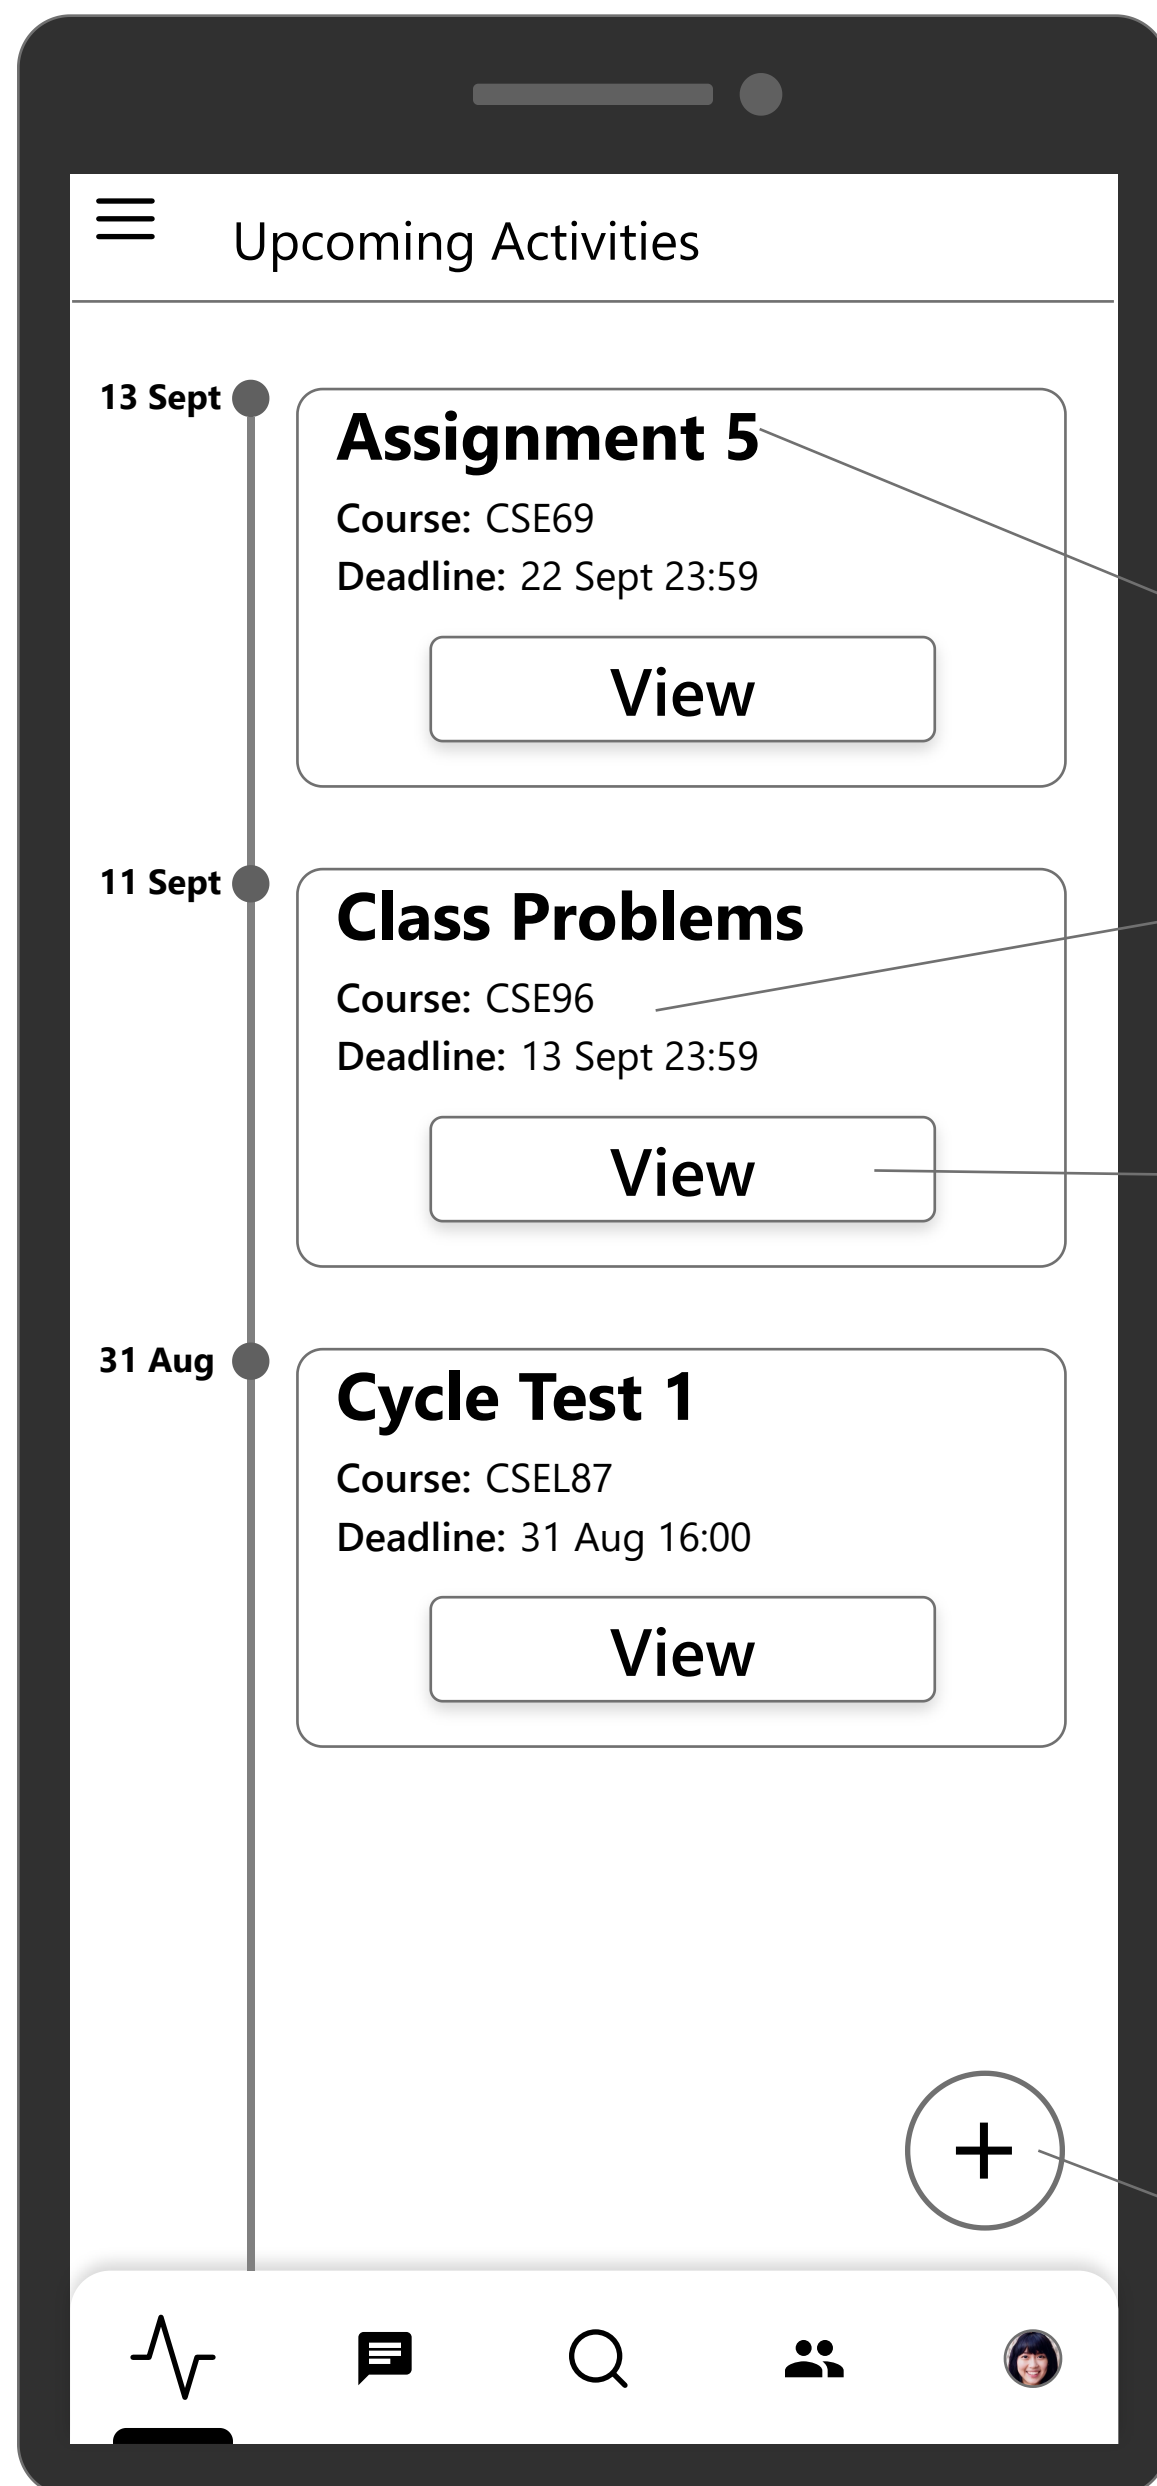 Upcoming Activities
13 Sept
Assignment 5
Course: CSE69
Deadline: 22 Sept 23:59
View
11 Sept
Class Problems
Course: CSE96
Deadline: 13 Sept 23:59
View
31 Aug
Cycle Test 1
Course: CSEL87
Deadline: 31 Aug 16:00
View